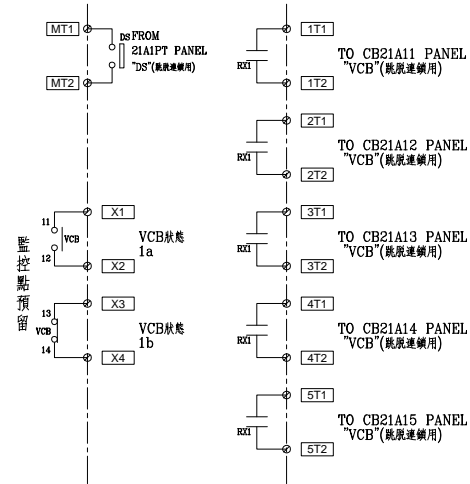 MT1
DS FROM
21A1PT PANEL
"DS"(跳脫連鎖用)
MT2
11
X1
VCB
VCB狀態
1a
12
X2
監控點預留
13
X3
VCB
VCB狀態
1b
14
X4
1T1
RX1
TO CB21A11 PANEL
"VCB"(跳脫連鎖用)
1T2
2T1
RX1
TO CB21A12 PANEL
"VCB"(跳脫連鎖用)
2T2
3T1
RX1
TO CB21A13 PANEL
"VCB"(跳脫連鎖用)
3T2
4T1
RX1
TO CB21A14 PANEL
"VCB"(跳脫連鎖用)
4T2
5T1
RX1
TO CB21A15 PANEL
"VCB"(跳脫連鎖用)
5T2